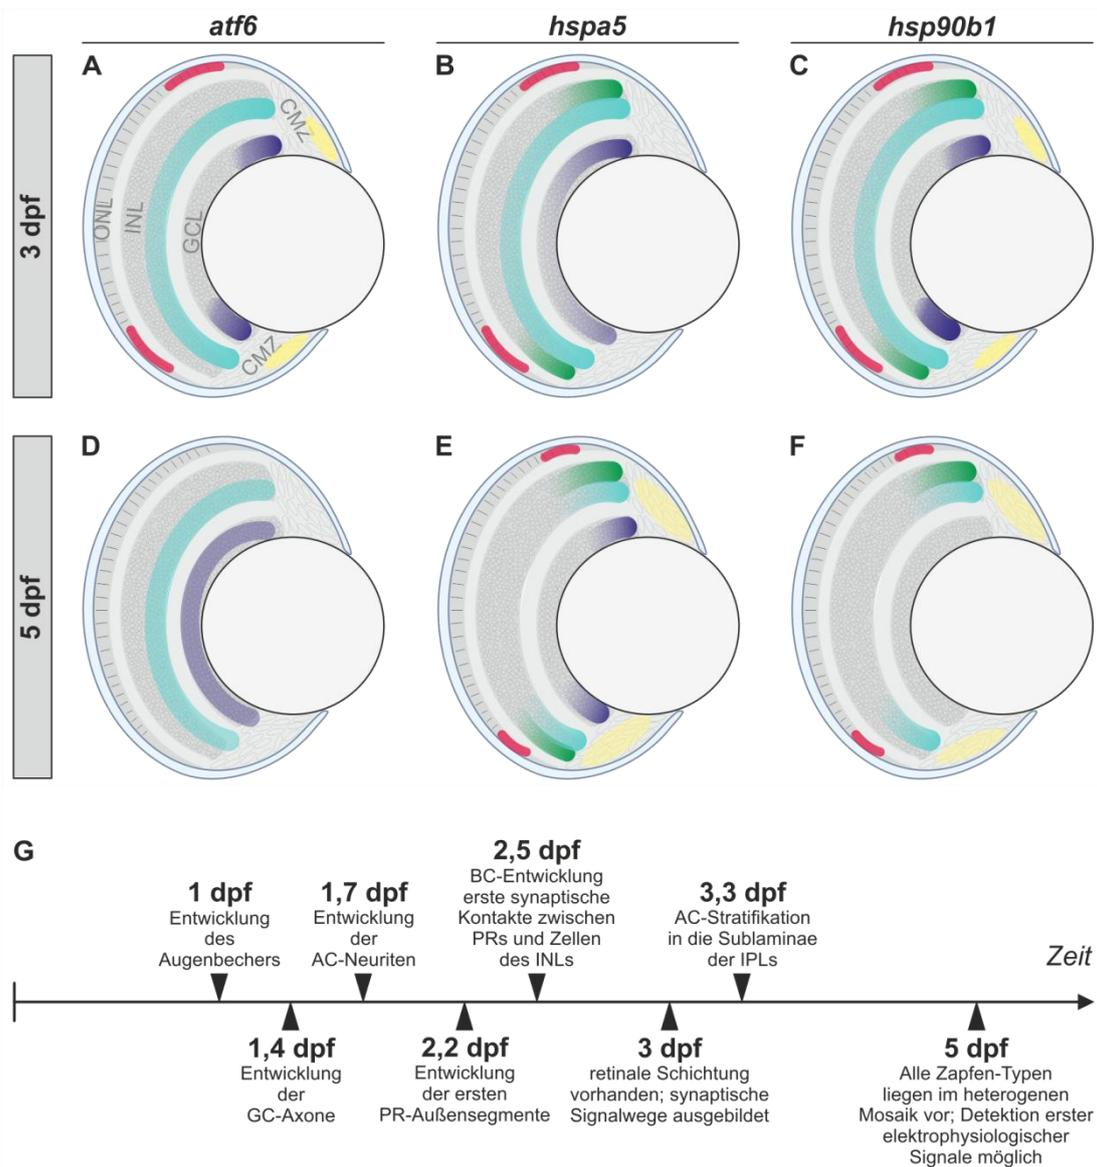 atf6
hspa5
hsp90b1
3 dpf
A
B
C
ONL
INL
GCL
CMZ
CMZ
5 dpf
D
E
F
G
1 dpf
Entwicklung
des
Augenbechers
1,4 dpf
Entwicklung
der
GC-Axone
1,7 dpf
Entwicklung
der
AC-Neuriten
2,2 dpf
Entwicklung
der ersten
PR-Außensegmente
2,5 dpf
BC-Entwicklung
erste synaptische
Kontakte zwischen
PRs und Zellen
des INLs
3 dpf
retinale Schichtung
vorhanden; synaptische
Signalwege ausgebildet
3,3 dpf
AC-Stratifikation
in die Sublaminae
der IPLs
5 dpf
Alle Zapfen-Typen
liegen im heterogenen
Mosaik vor; Detektion erster
elektrophysiologischer
Signale möglich
Zeit